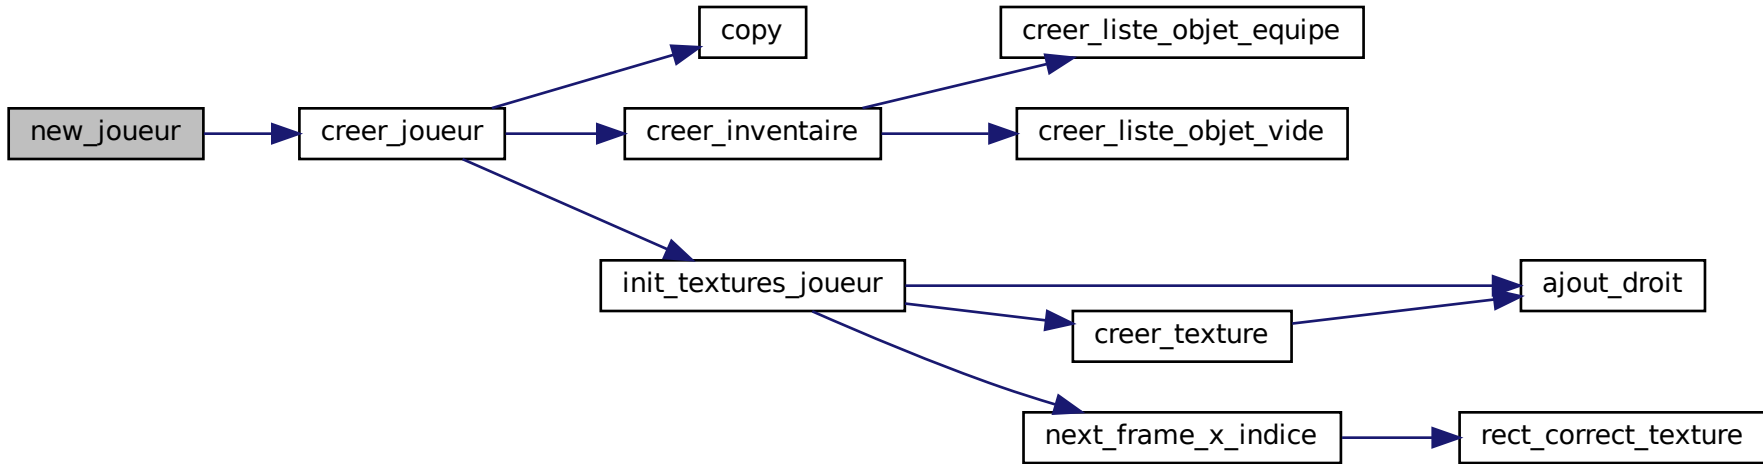 copy
creer_liste_objet_equipe
new_joueur
creer_joueur
creer_inventaire
creer_liste_objet_vide
init_textures_joueur
ajout_droit
creer_texture
next_frame_x_indice
rect_correct_texture